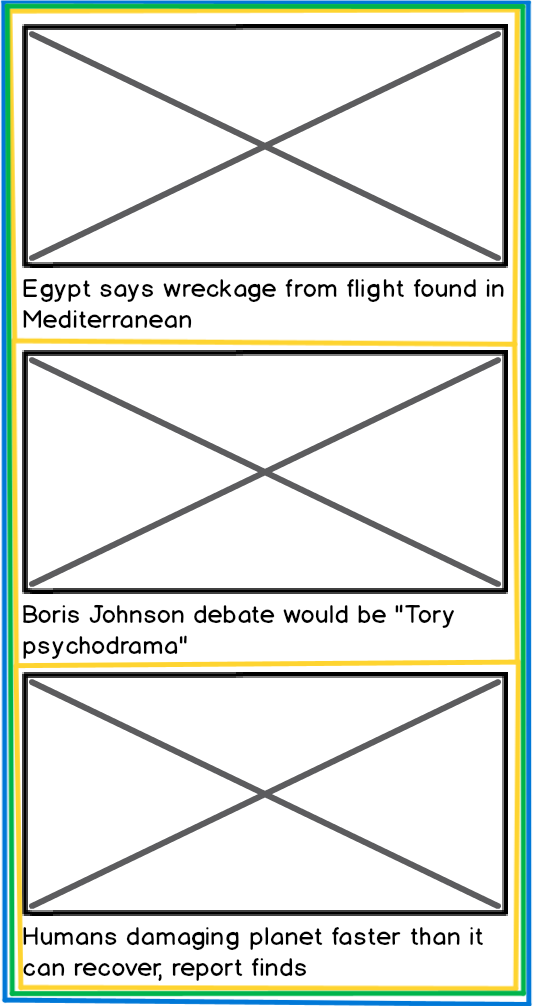 Egypt says wreckage from flight found in
Mediterranean
Boris Johnson debate would be "Tory
psychodrama"
Humans damaging planet faster than it
can recover, report finds